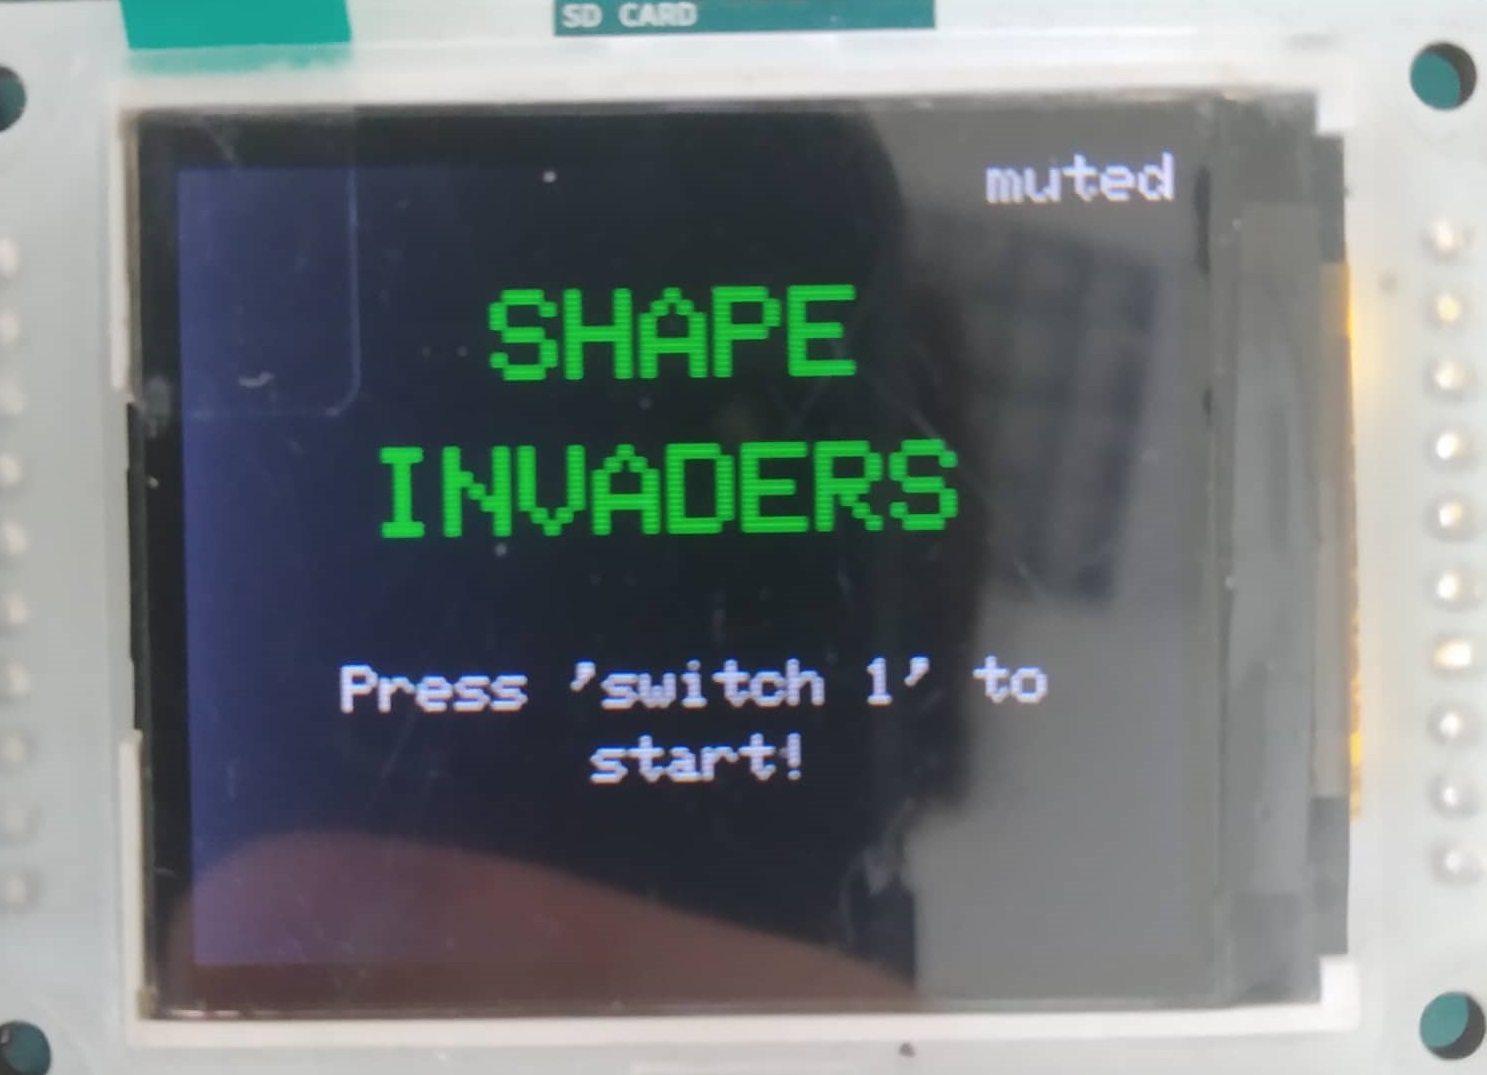 SD CARD
muted
SHAPE
INVADERS
Press 'switch 1' to
start!